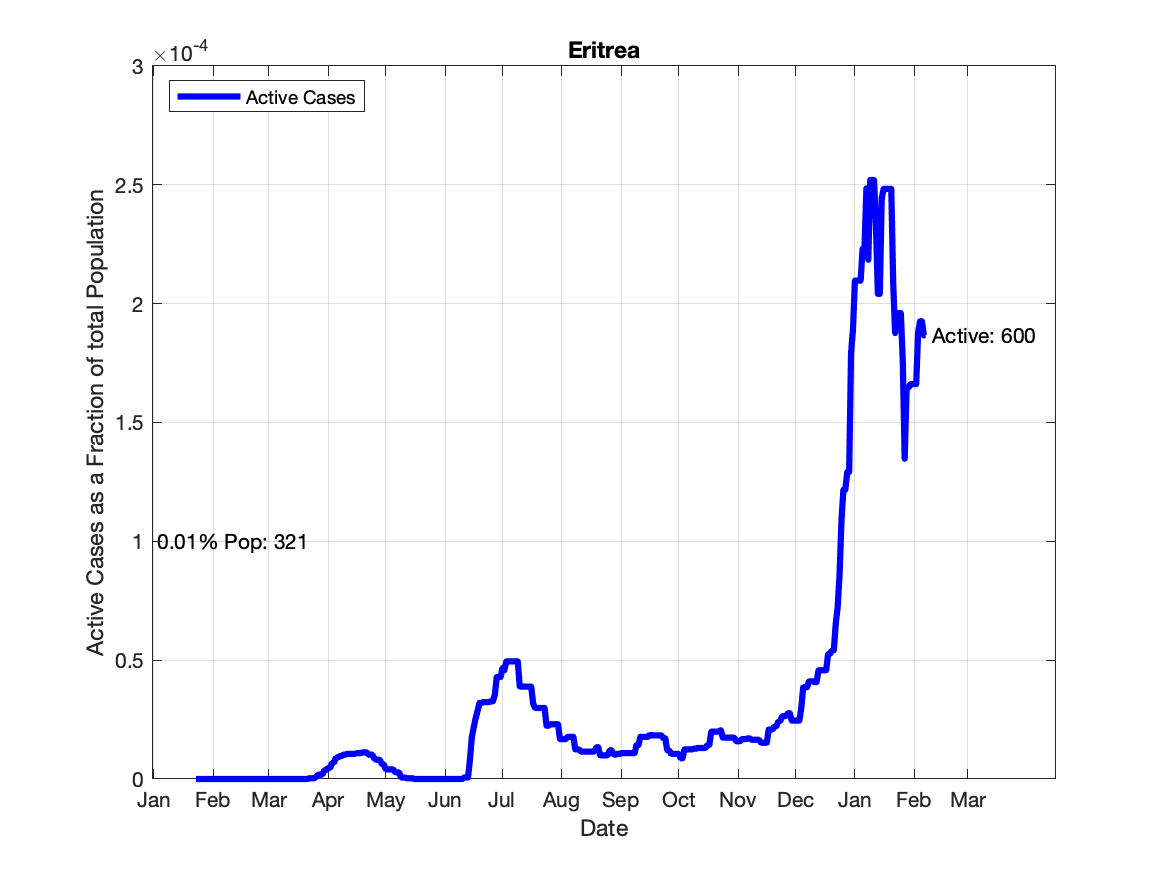 Eritrea
×10-4
Active Cases
3
2.5
2
1.5
1
0.5
0
Active Cases as a Fraction of total Population
0.01% Pop: 321
Active: 600
Jan Feb Mar Apr May Jun Jul Aug Sep Oct Nov Dec Jan Feb Mar
Date